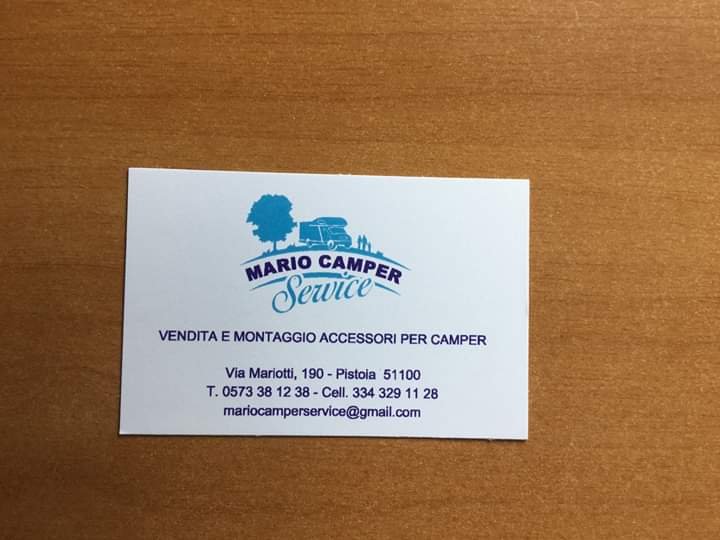 MARIO CAMPER
Service
VENDITA E MONTAGGIO ACCESSORI PER CAMPER
Via Mariotti, 190 - Pistoia 51100
T. 0573 38 12 38 - Cell. 334 329 11 28
mariocamperservice@gmail.com